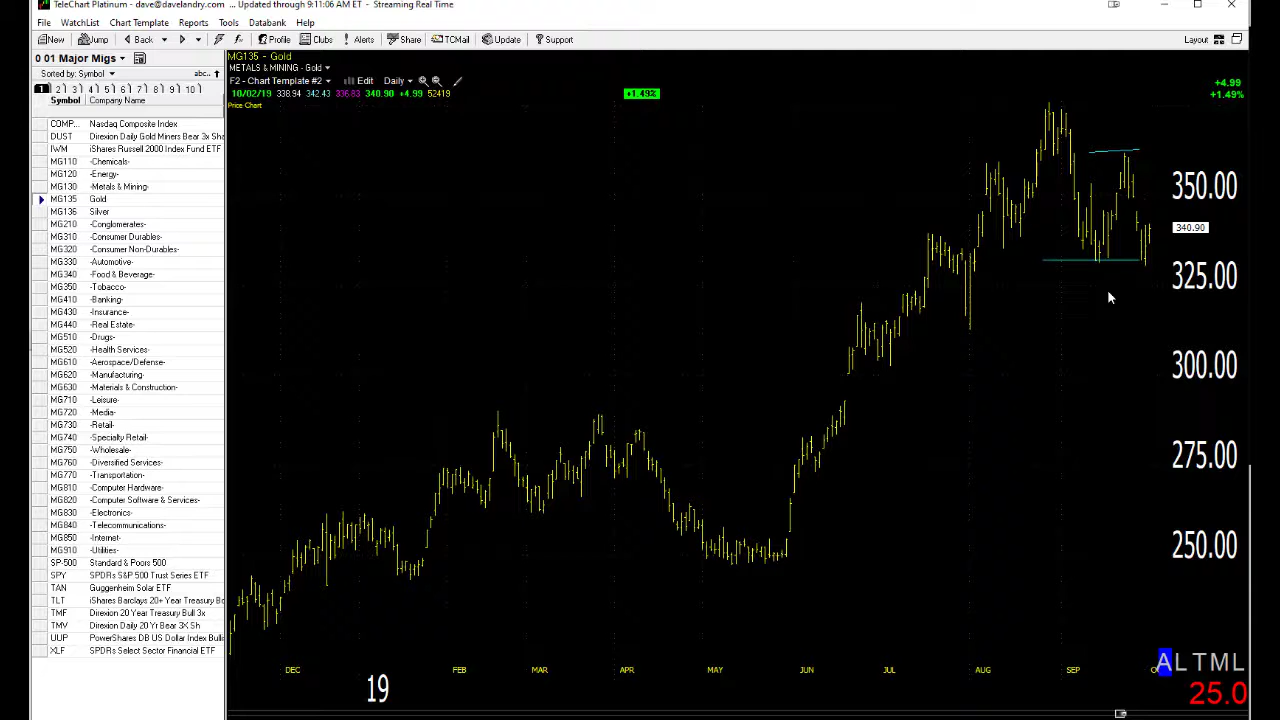 TeleChart Platinum - dave@davelandry.com ... Updated through 9:11:06 AM ET - Streaming Real Time
File WatchList Chart Template Reports Tools Databank Help
New Jump Back Profile Clubs Alerts Share TCMail Update Support Layout
0 01 Major Migs
Sorted by: Symbol abc..
1 2 3 4 5 6 7 8 9 10
Symbol Company Name
COMP... Nasdaq Composite Index
DUST Direxion Daily Gold Miners Bear 3x Sha
IWM iShares Russell 2000 Index Fund ETF
MG110 -Chemicals-
MG120 -Energy-
MG130 -Metals & Mining-
MG135 Gold
MG136 Silver
MG210 -Conglomerates-
MG310 -Consumer Durables-
MG320 -Consumer Non-Durables-
MG330 -Automotive-
MG340 -Food & Beverage-
MG350 -Tobacco-
MG410 -Banking-
MG430 -Insurance-
MG440 -Real Estate-
MG510 -Drugs-
MG520 -Health Services-
MG610 -Aerospace/Defense-
MG620 -Manufacturing-
MG630 -Materials & Construction-
MG710 -Leisure-
MG720 -Media-
MG730 -Retail-
MG740 -Specialty Retail-
MG750 -Wholesale-
MG760 -Diversified Services-
MG770 -Transportation-
MG810 -Computer Hardware-
MG820 -Computer Software & Services-
MG830 -Electronics-
MG840 -Telecommunications-
MG850 -Internet-
MG910 -Utilities-
SP-500 Standard & Poors 500
SPY SPDRs S&P 500 Trust Series ETF
TAN Guggenheim Solar ETF
TLT iShares Barclays 20+ Year Treasury Bo
TMF Direxion 20 Year Treasury Bull 3x
TMV Direxion Daily 20 Yr Bear 3X Sh
UUP PowerShares DB US Dollar Index Bulli
XLF SPDRs Select Sector Financial ETF
MG135 - Gold
METALS & MINING - Gold
F2 - Chart Template #2 Edit Daily
10/02/19 338.94 342.43 336.83 340.90 +4.99 52419 +1.49%
Price Chart
+4.99
+1.49%
350.00
340.90
325.00
300.00
275.00
250.00
DEC FEB MAR APR MAY JUN JUL AUG SEP
19
ALTML
25.0